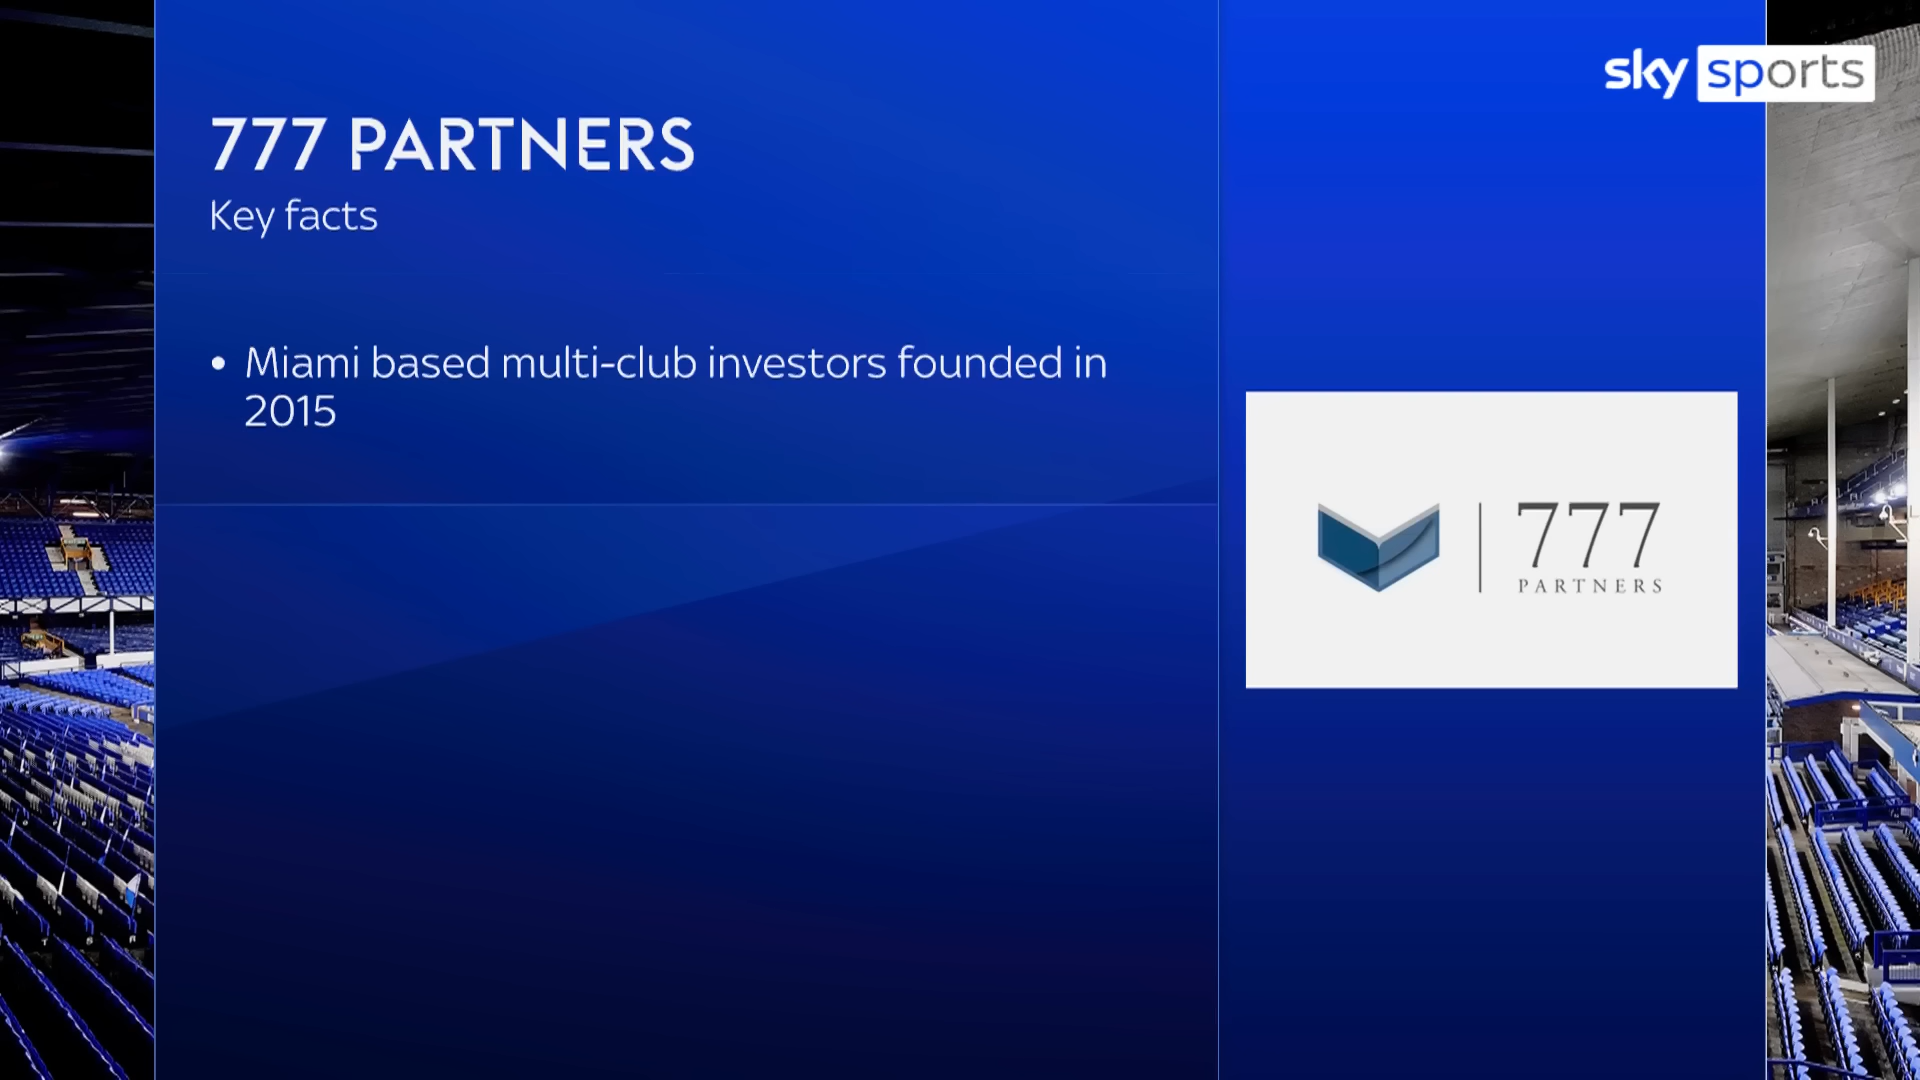 sky sports
777 PARTNERS
Key facts
• Miami based multi-club investors founded in
2015
777
PARTNERS